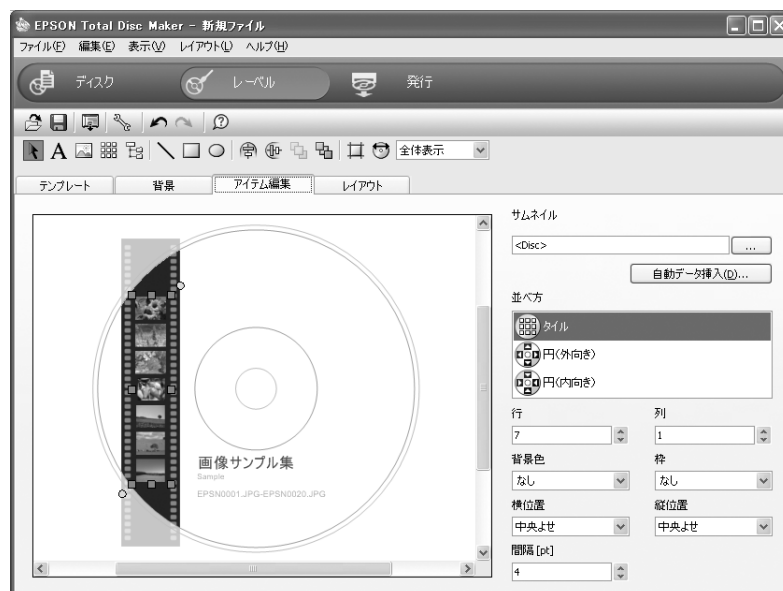 EPSON Total Disc Maker - 新規ファイル
ファイル(F) 編集(E) 表示(V) レイアウト(L) ヘルプ(H)
ディスク レーベル 発行
A 全体表示
テンプレート 背景 アイテム編集 レイアウト
サムネイル
<Disc> ...
自動データ挿入(D)...
並べ方
タイル
円(外向き)
円(内向き)
行 列
7 1
背景色 枠
なし なし
横位置 縦位置
中央よせ 中央よせ
間隔 [pt]
4
画像サンプル集
Sample
EPSN0001.JPG-EPSN0020.JPG